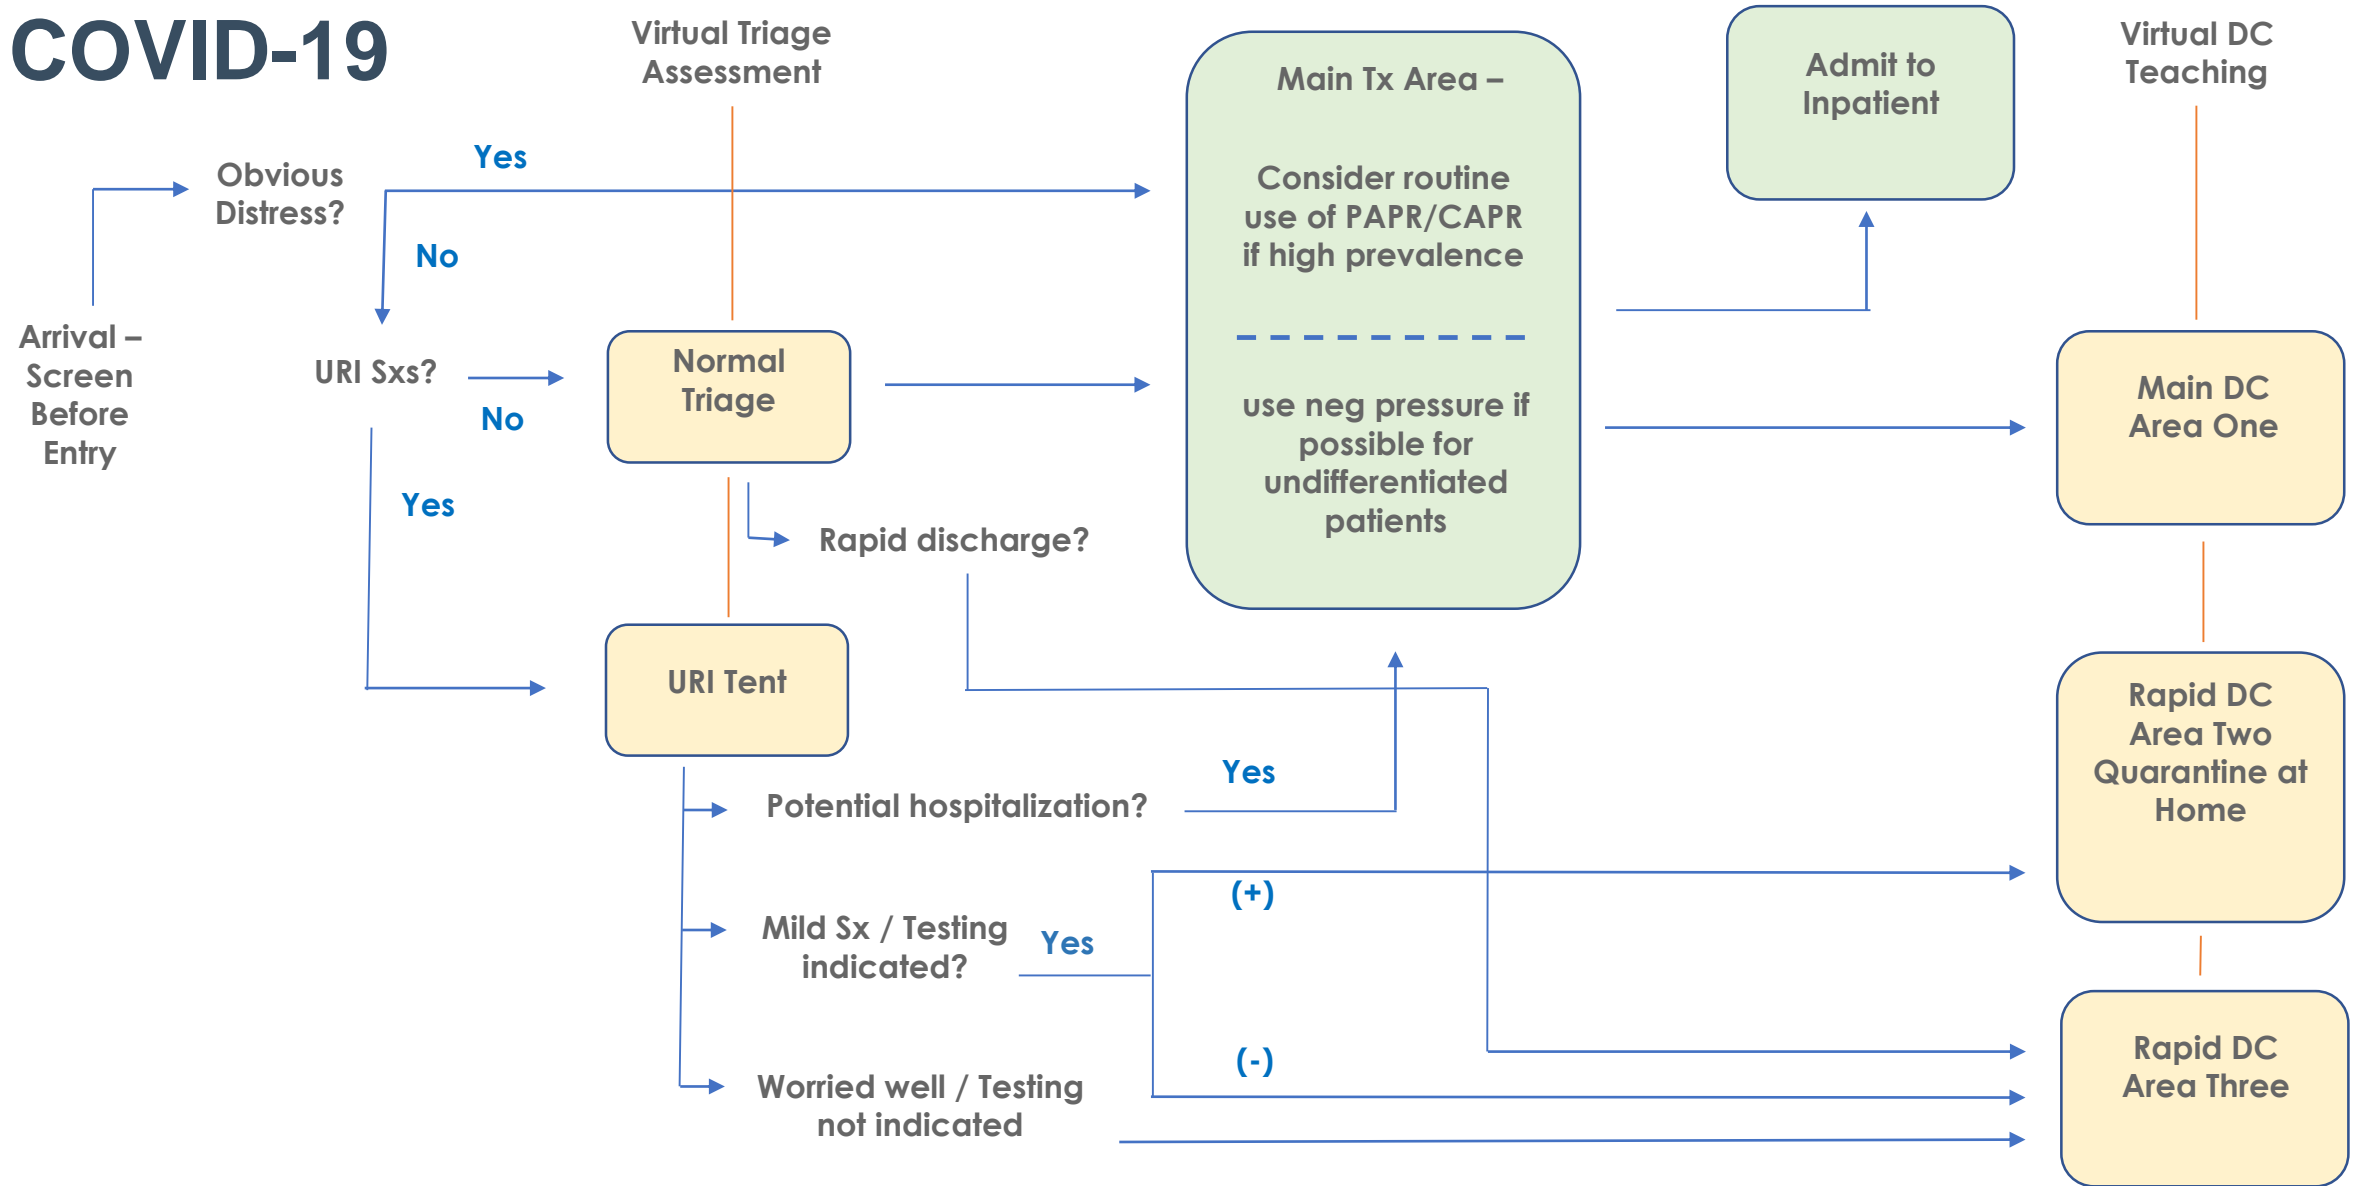 COVID-19
Virtual Triage
Assessment
Main Tx Area –
Consider routine
use of PAPR/CAPR
if high prevalence
use neg pressure if
possible for
undifferentiated
patients
Admit to
Inpatient
Virtual DC
Teaching
Yes
Obvious
Distress?
No
Arrival –
Screen
Before
Entry
URI Sxs?
No
Normal
Triage
Main DC
Area One
Yes
Rapid discharge?
URI Tent
Rapid DC
Area Two
Quarantine at
Home
Potential hospitalization?
Yes
(+)
Mild Sx / Testing
indicated?
Yes
(-)
Worried well / Testing
not indicated
Rapid DC
Area Three